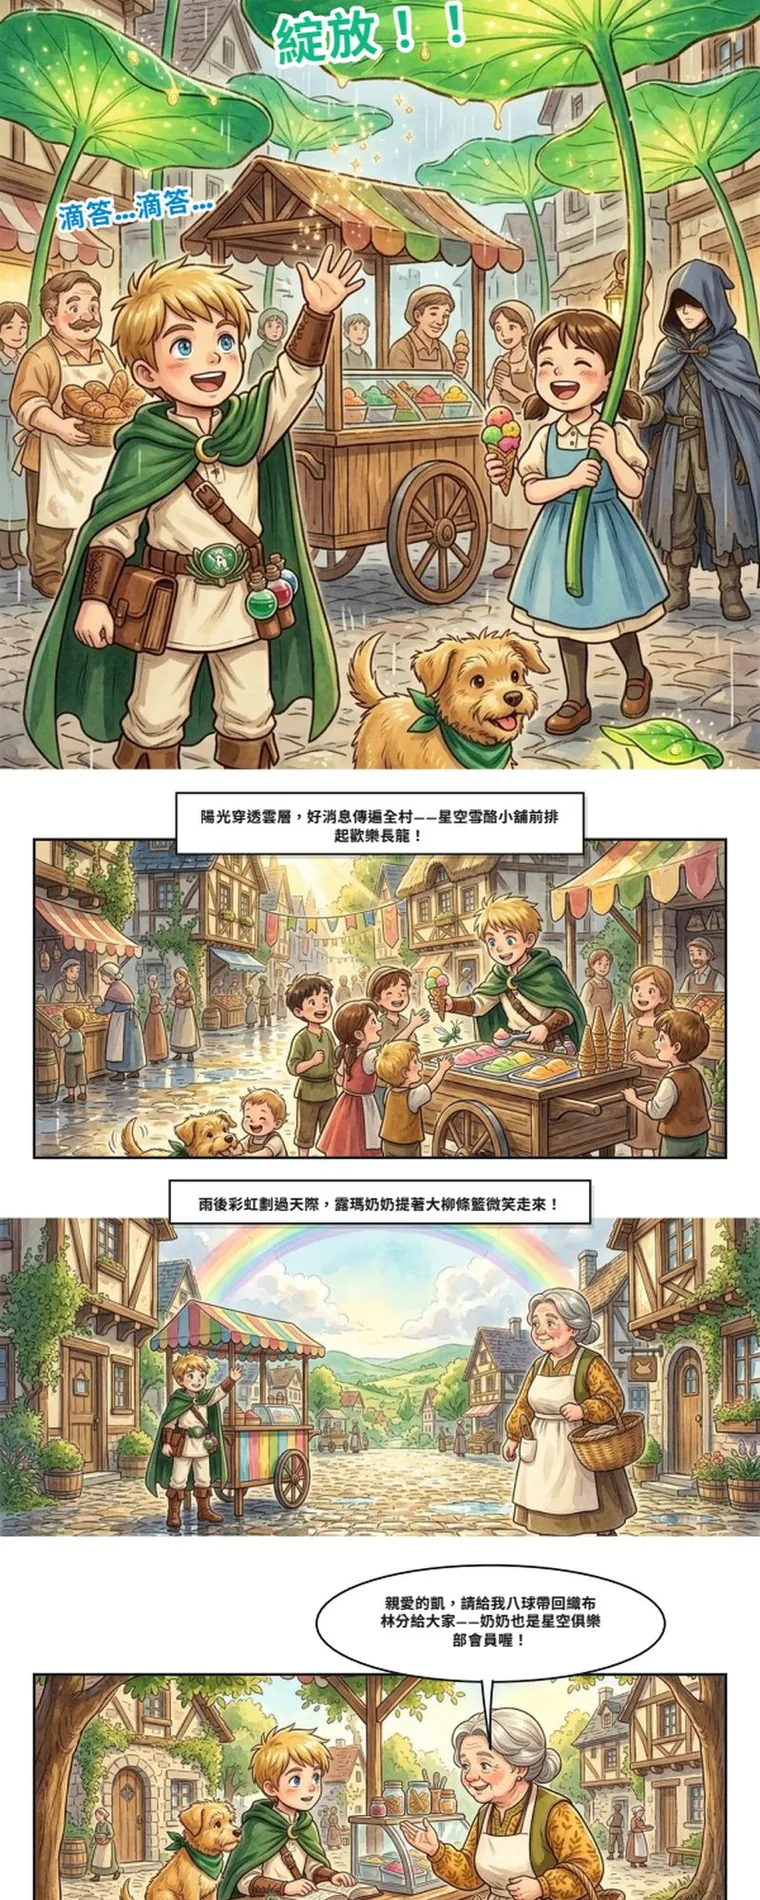 綻放！！
滴答...滴答...
陽光穿透雲層，好消息傳遍全村——星空雪酪小舖前排
起歡樂長龍！
雨後彩虹劃過天際，露瑪奶奶提著大柳條籃微笑走來！
親愛的凱，請給我八球帶回織布
林分給大家——奶奶也是星空俱樂
部會員喔！